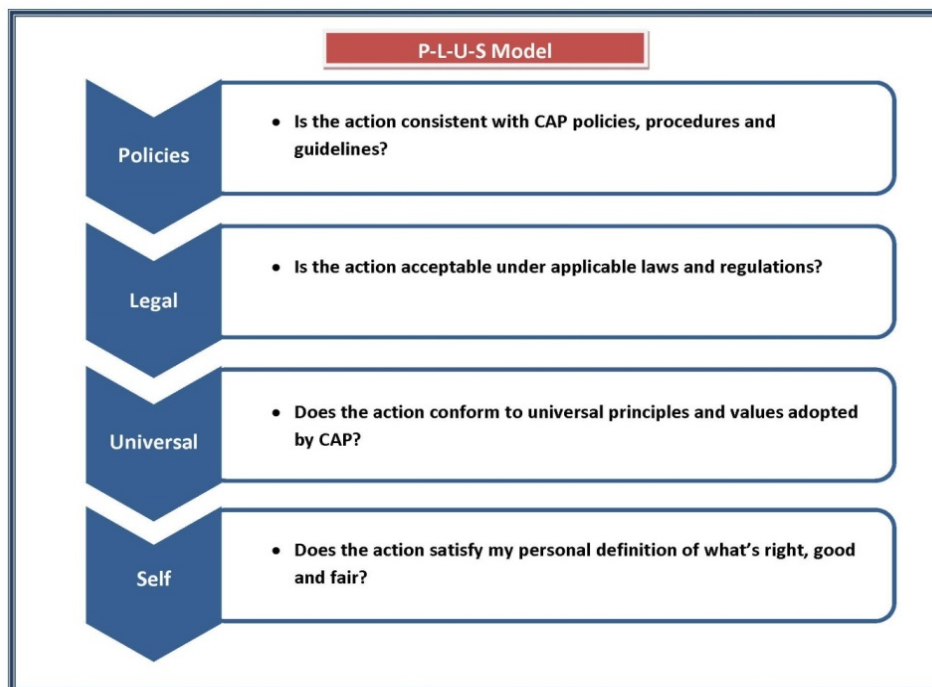 P-L-U-S Model
Policies
• Is the action consistent with CAP policies, procedures and
guidelines?
Legal
• Is the action acceptable under applicable laws and regulations?
Universal
• Does the action conform to universal principles and values adopted
by CAP?
Self
• Does the action satisfy my personal definition of what’s right, good
and fair?